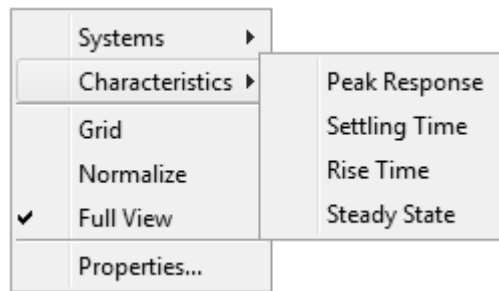 Systems
Characteristics
Grid
Normalize
Full View
Properties...
Peak Response
Settling Time
Rise Time
Steady State